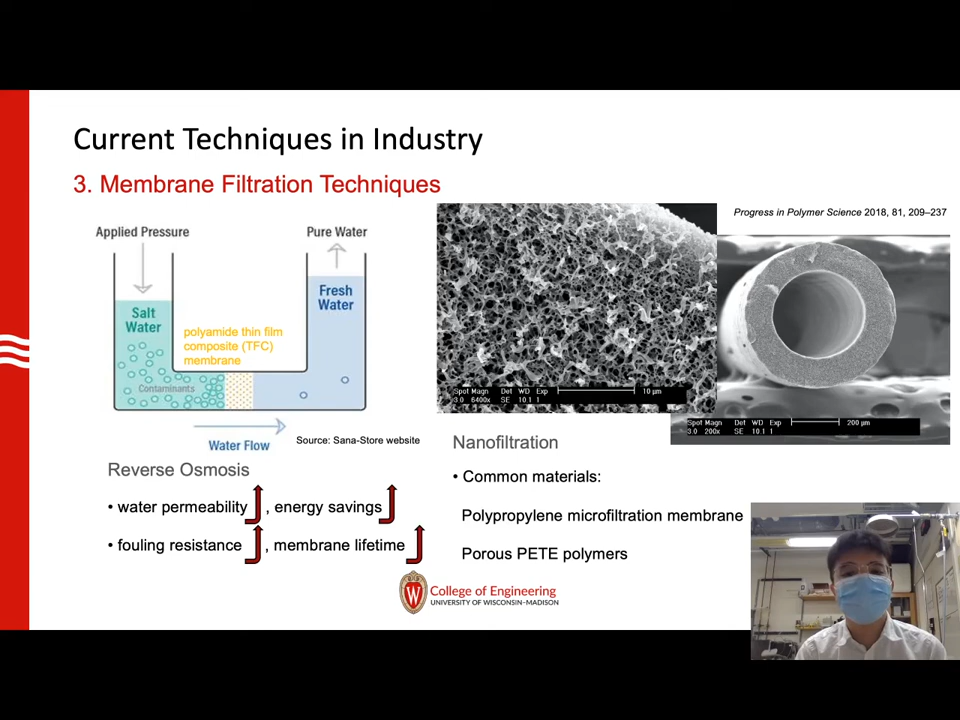 Current Techniques in Industry
3. Membrane Filtration Techniques
Progress in Polymer Science 2018, 81, 209–237
Applied Pressure
Pure Water
Salt
Water
Fresh
Water
polyamide thin film
composite (TFC)
membrane
Contaminants
Water Flow
Source: Sana-Store website
Spot Magn Det WD Exp 10 µm
3.0 6400x SE 10.1 1
Spot Magn Det WD Exp 200 µm
3.0 200x SE 10.1 1
Reverse Osmosis
• water permeability , energy savings
• fouling resistance , membrane lifetime
Nanofiltration
• Common materials:
Polypropylene microfiltration membrane
Porous PETE polymers
W
College of Engineering
UNIVERSITY OF WISCONSIN-MADISON